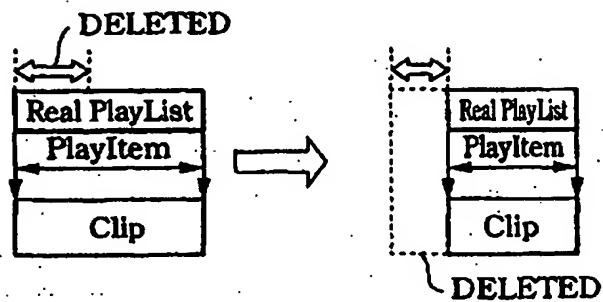 DELETED
Real PlayList
PlayItem
Clip
Real PlayList
PlayItem
Clip
DELETED